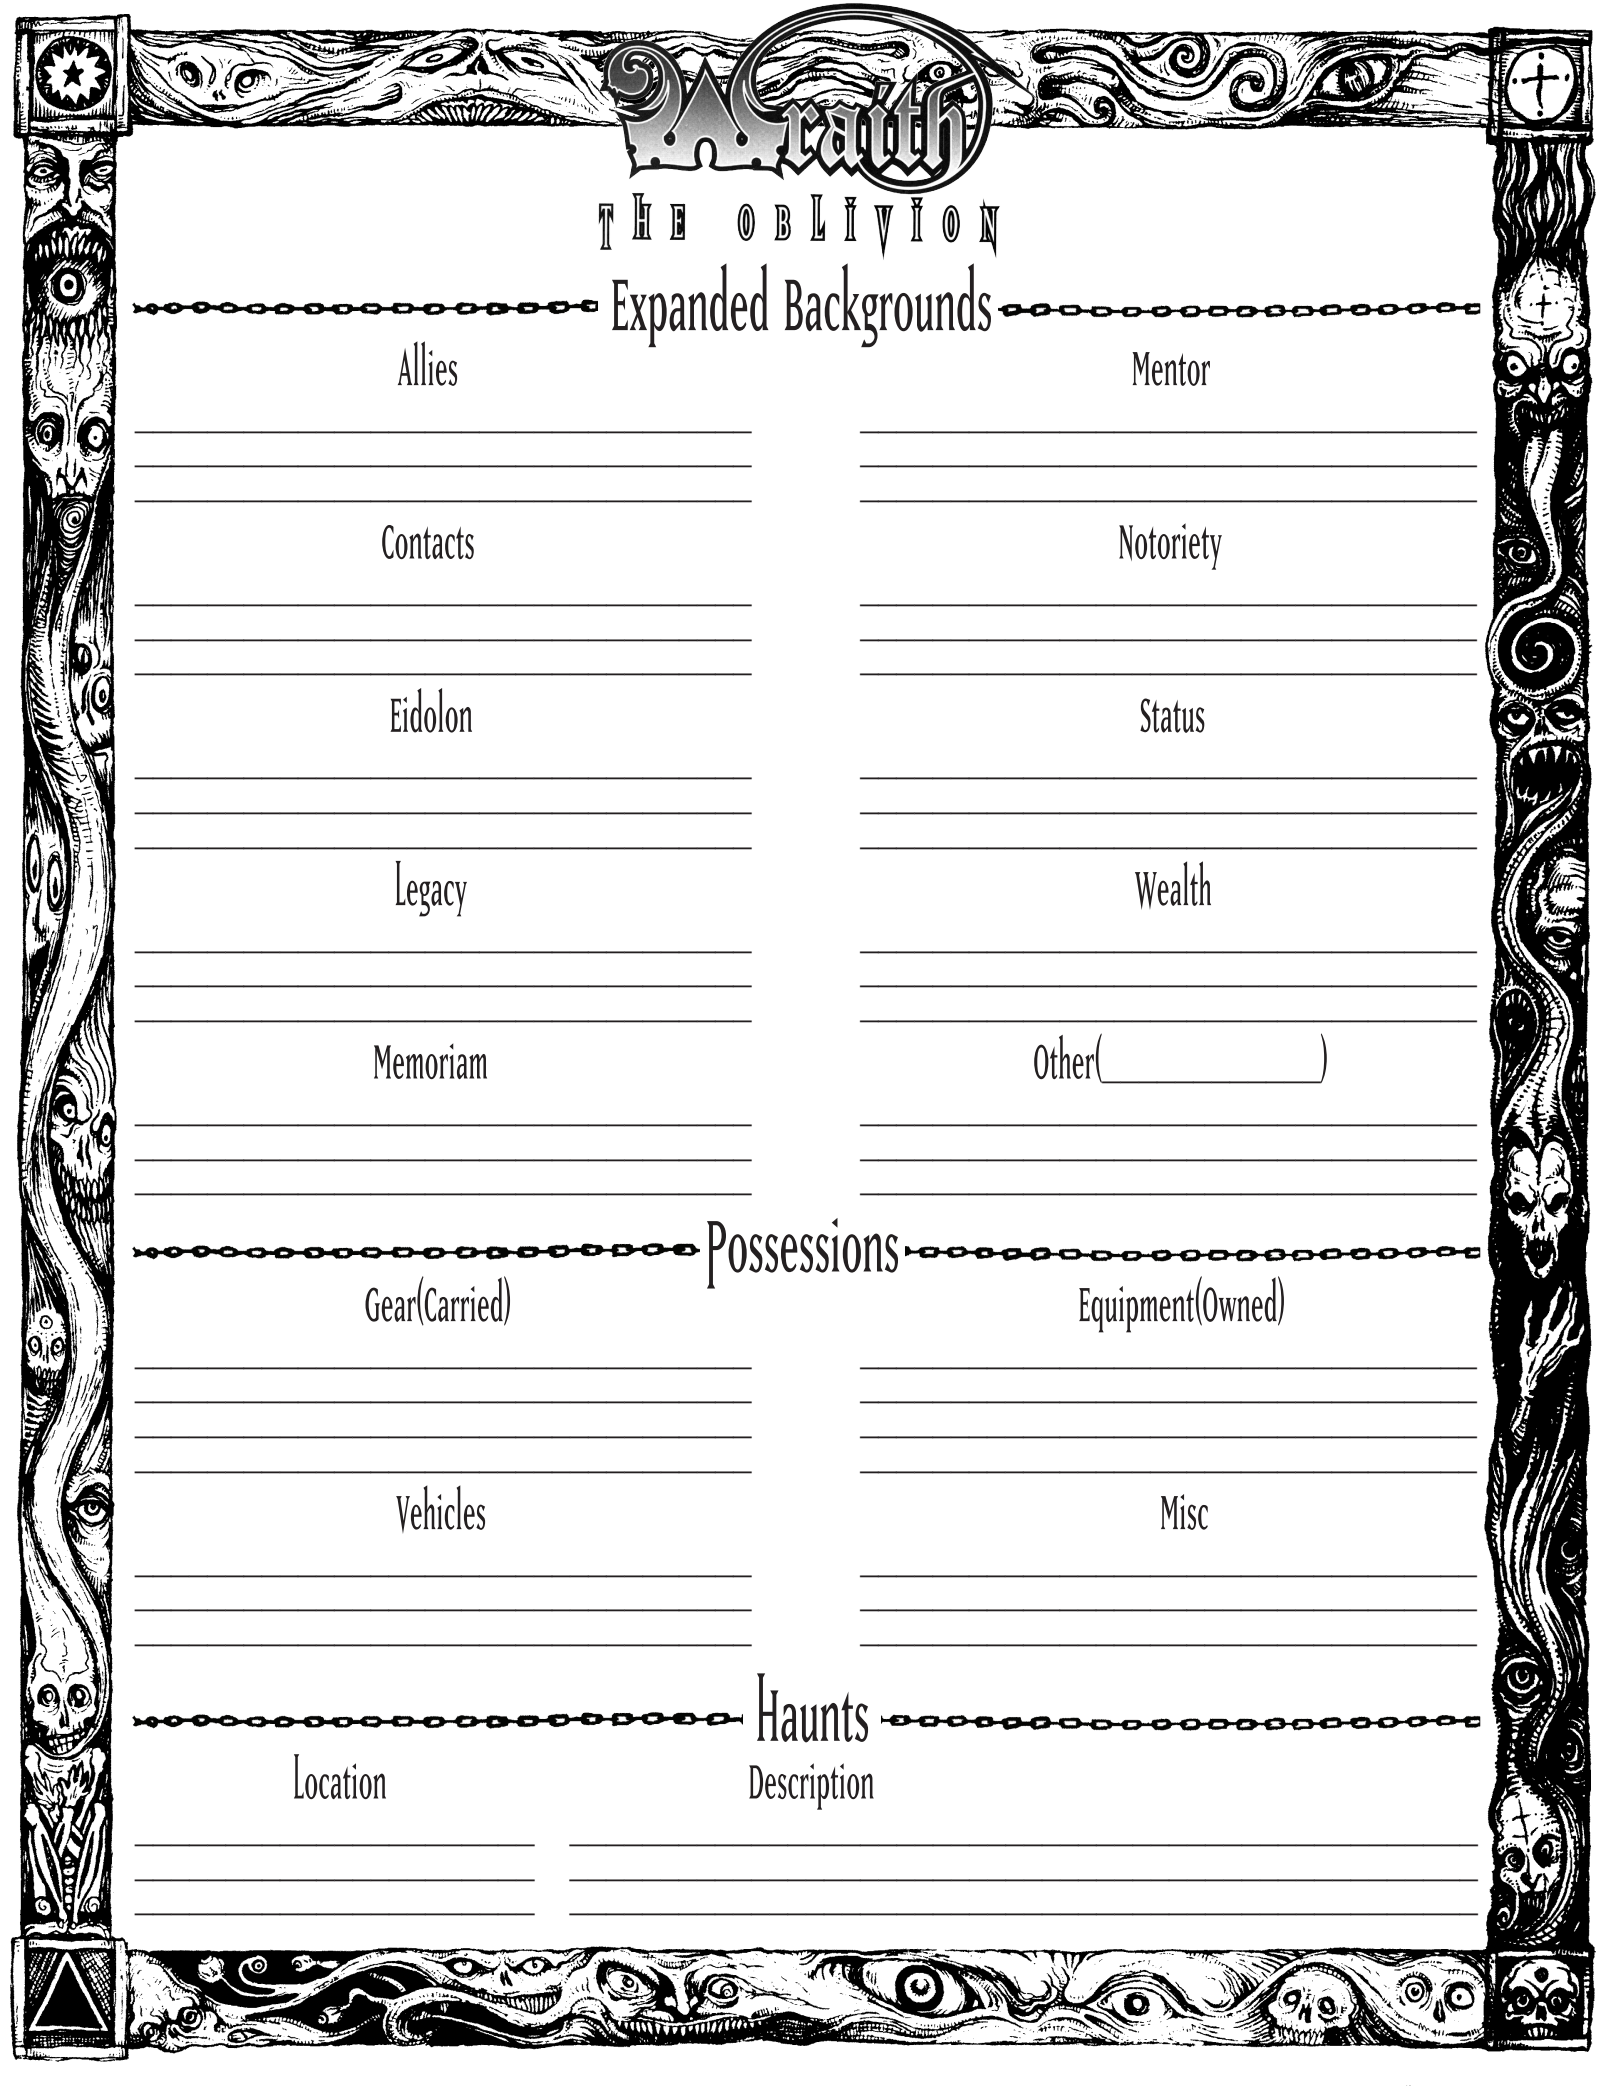 Wraith
THE OBLIVION
Expanded Backgrounds
Allies
Mentor
Contacts
Notoriety
Eidolon
Status
Legacy
Wealth
Memoriam
Other(____________________)
Possessions
Gear(Carried)
Equipment(Owned)
Vehicles
Misc
Haunts
Location
Description